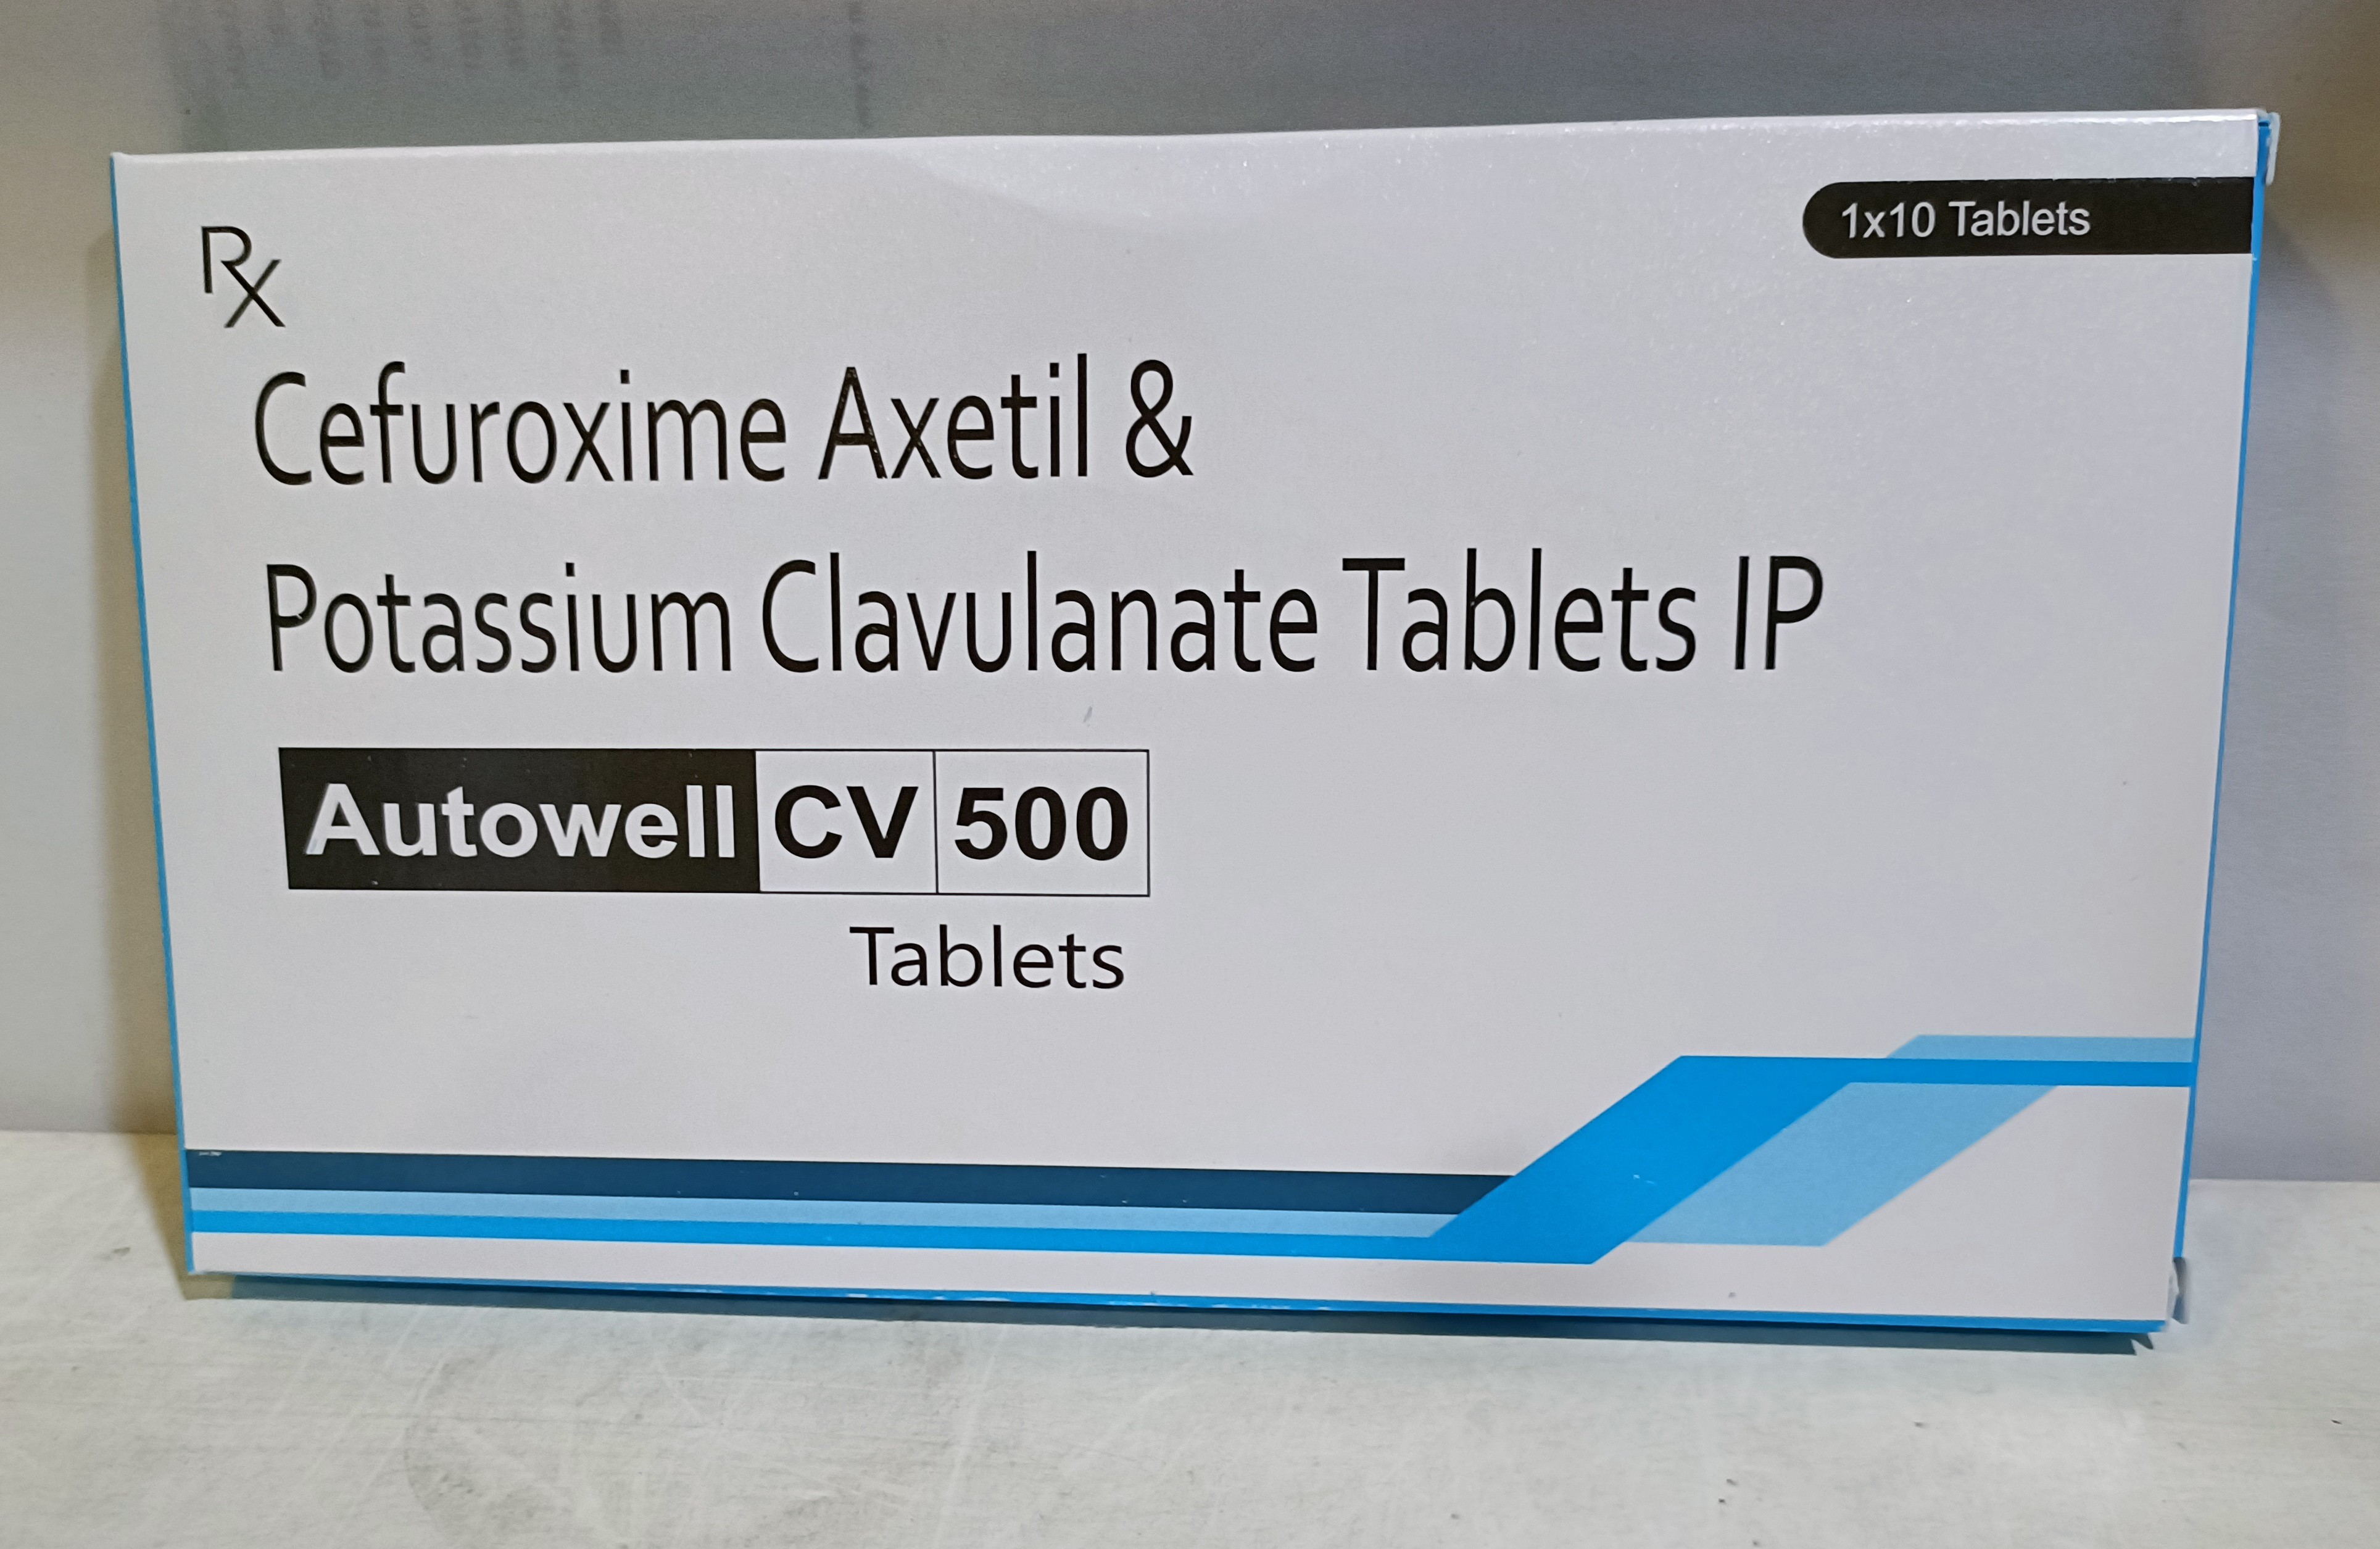 Rx
1x10 Tablets
Cefuroxime Axetil &
Potassium Clavulanate Tablets IP
Autowell CV 500
Tablets